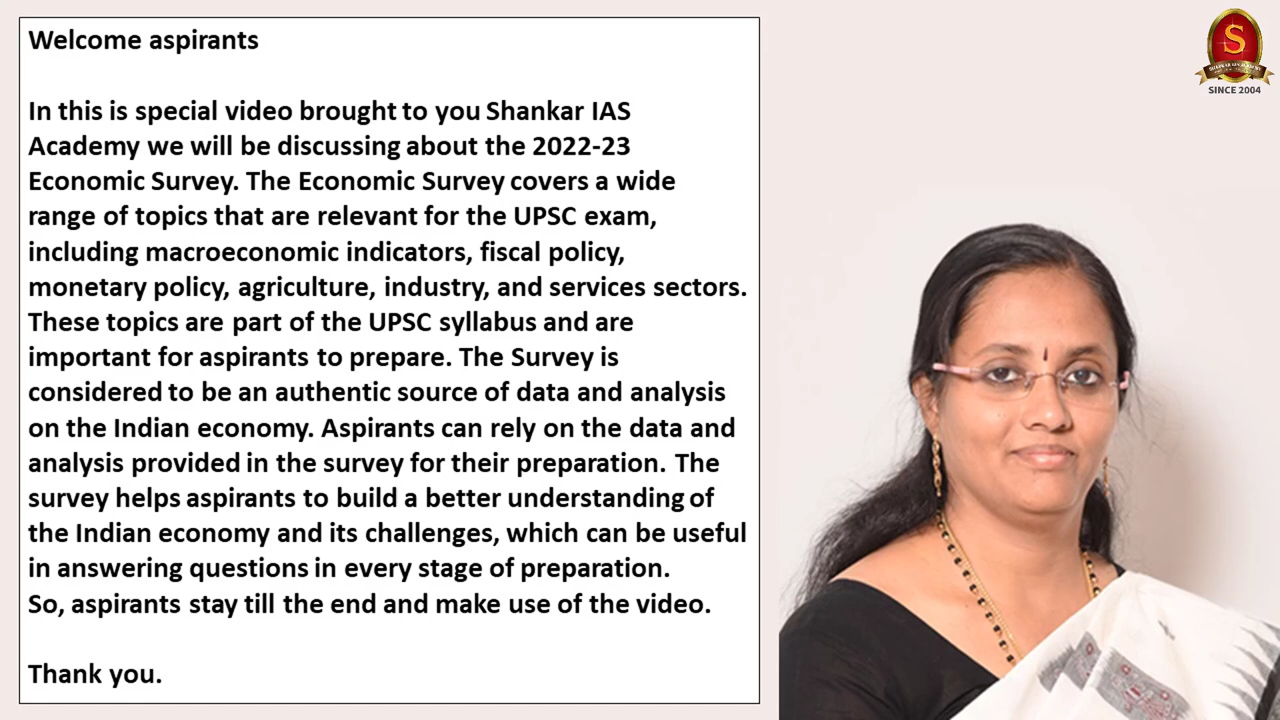 Welcome aspirants
In this is special video brought to you Shankar IAS
Academy we will be discussing about the 2022-23
Economic Survey. The Economic Survey covers a wide
range of topics that are relevant for the UPSC exam,
including macroeconomic indicators, fiscal policy,
monetary policy, agriculture, industry, and services sectors.
These topics are part of the UPSC syllabus and are
important for aspirants to prepare. The Survey is
considered to be an authentic source of data and analysis
on the Indian economy. Aspirants can rely on the data and
analysis provided in the survey for their preparation. The
survey helps aspirants to build a better understanding of
the Indian economy and its challenges, which can be useful
in answering questions in every stage of preparation.
So, aspirants stay till the end and make use of the video.
Thank you.
S
SINCE 2004